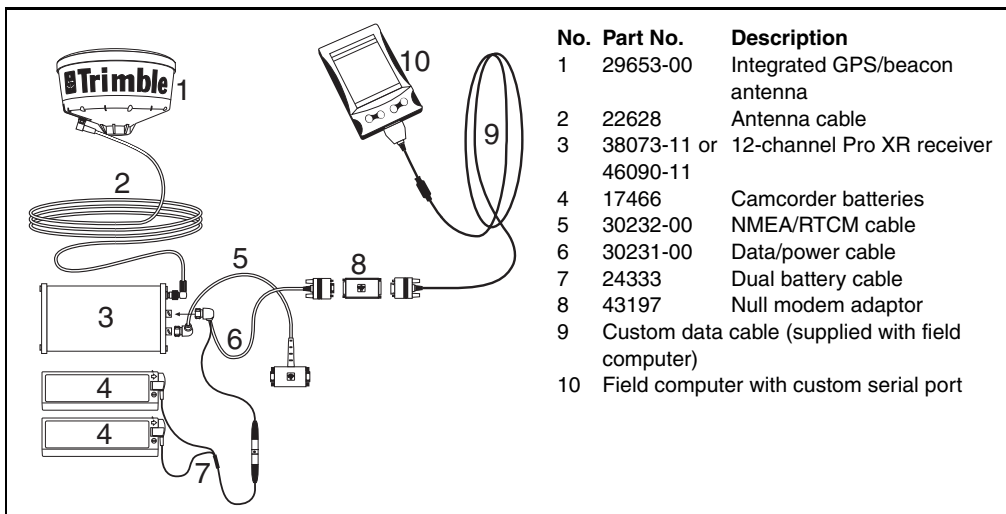 Trimble
1
2
3
4
4
5
6
7
8
9
10
No. Part No. Description
1 29653-00 Integrated GPS/beacon
antenna
2 22628 Antenna cable
3 38073-11 or 12-channel Pro XR receiver
46090-11
4 17466 Camcorder batteries
5 30232-00 NMEA/RTCM cable
6 30231-00 Data/power cable
7 24333 Dual battery cable
8 43197 Null modem adaptor
9 Custom data cable (supplied with field
computer)
10 Field computer with custom serial port